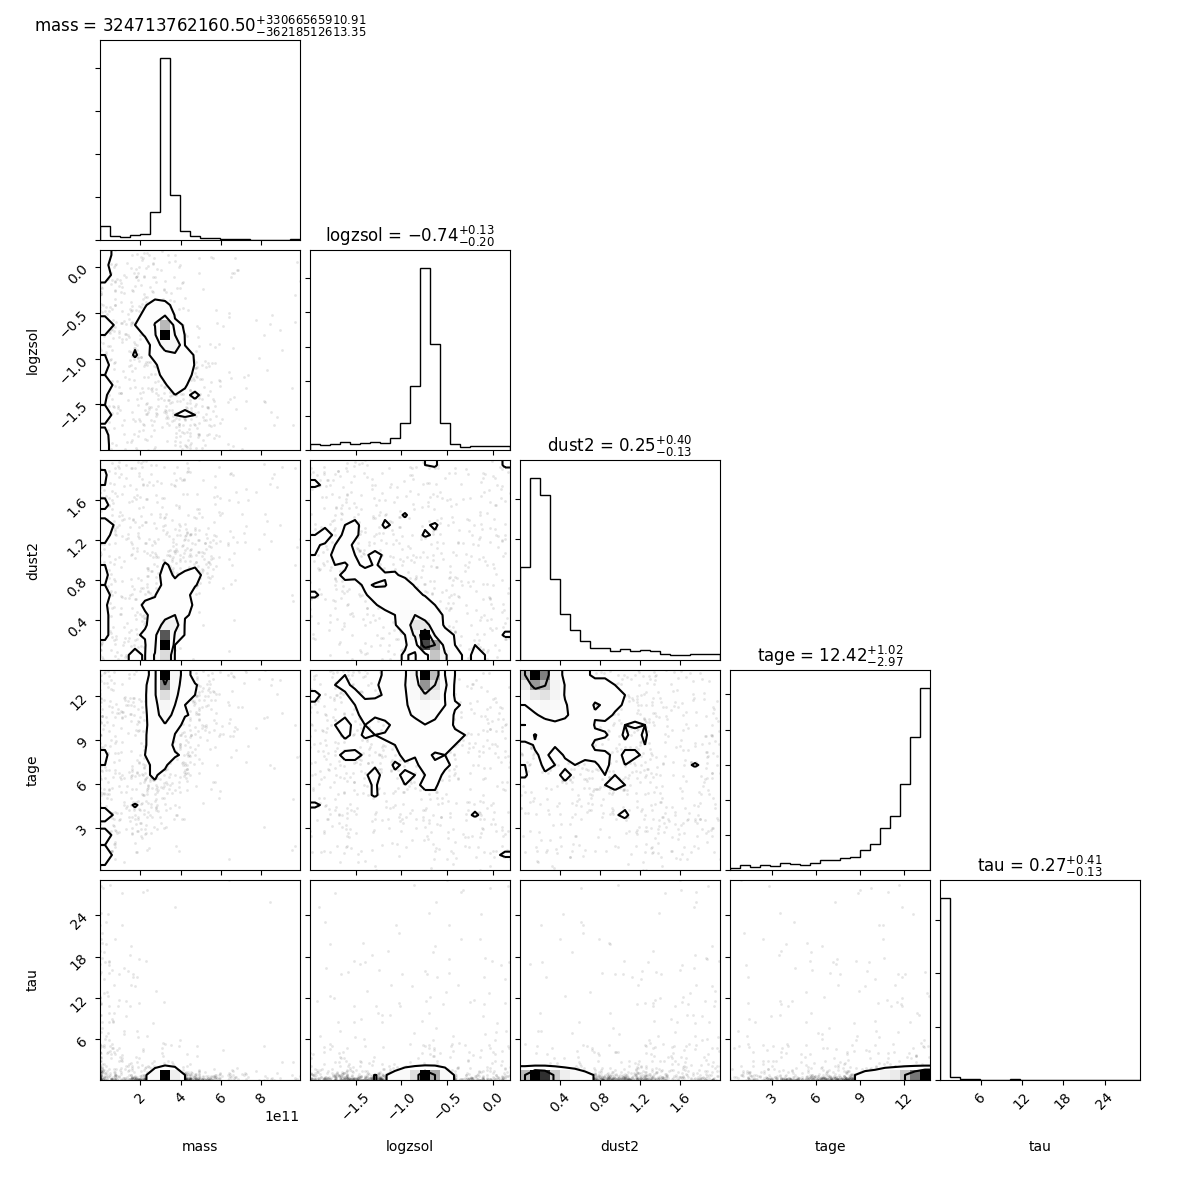 mass = 324713762160.50 +33066565910.91 −36218512613.35
logzsol = −0.74 +0.13 −0.20
0.0
−0.5
−1.0
−1.5
logzsol
dust2 = 0.25 +0.40 −0.13
1.6
1.2
0.8
0.4
dust2
tage = 12.42 +1.02 −2.97
12
9
6
3
tage
tau = 0.27 +0.41 −0.13
24
18
12
6
tau
2 4 6 8
1e11
−1.5 −1.0 −0.5 0.0
0.4 0.8 1.2 1.6
3 6 9 12
6 12 18 24
mass logzsol dust2 tage tau